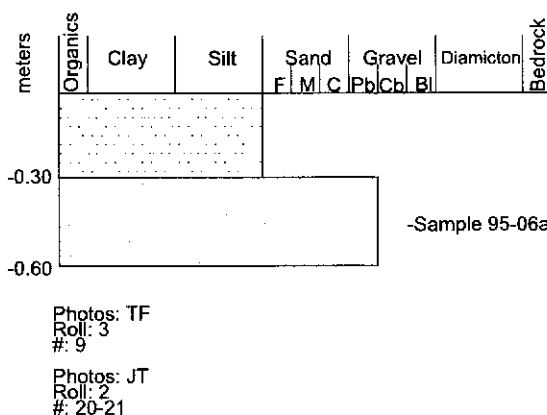 meters
Organics
Clay
Silt
Sand
Gravel
Diamicton
Bedrock
F M C Pb Cb Bl
-0.30
-Sample 95-06a
-0.60
Photos: TF
Roll: 3
#: 9
Photos: JT
Roll: 2
#: 20-21